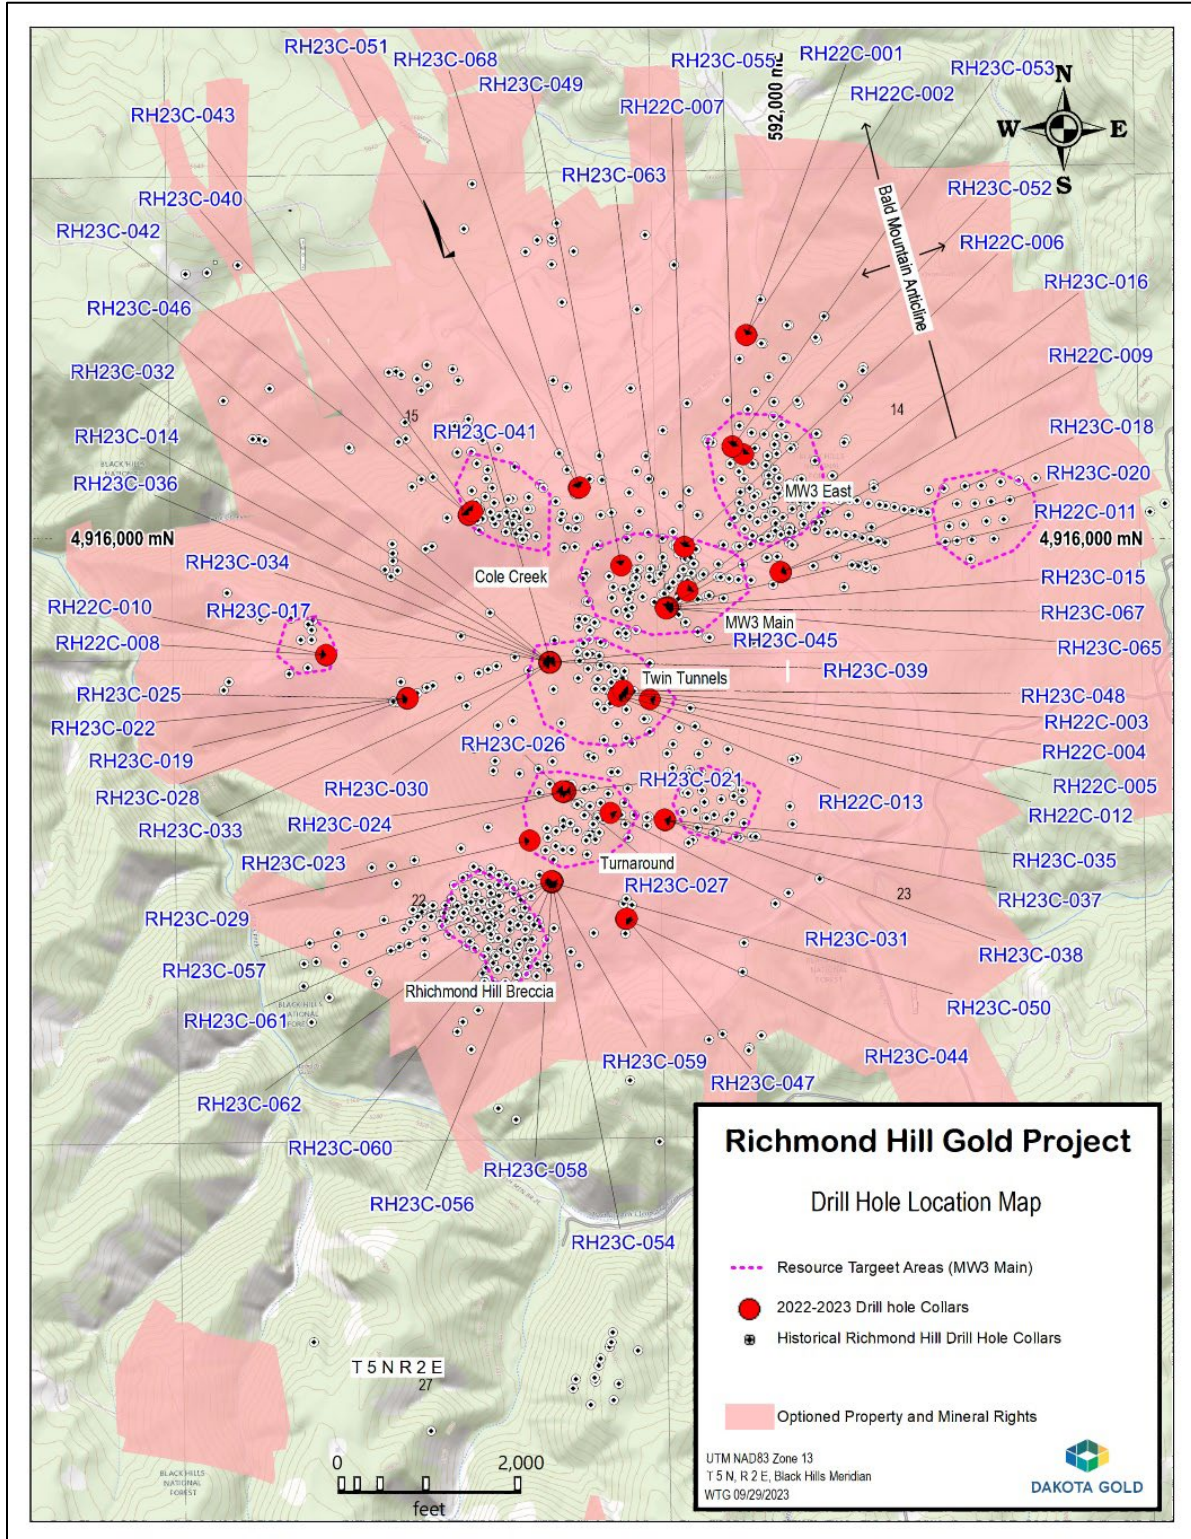 RH23C-051
RH23C-068
RH23C-049
RH23C-055
RH22C-001
RH23C-053
RH22C-002
RH22C-007
592,000 mE
N
W
E
S
RH23C-043
RH23C-063
RH23C-052
RH23C-040
RH23C-042
RH22C-006
Bald Mountain Anticline
RH23C-016
RH23C-046
RH22C-009
RH23C-032
14
15
RH23C-018
RH23C-014
RH23C-041
RH23C-020
RH23C-036
MW3 East
RH22C-011
4,916,000 mN
4,916,000 mN
RH23C-034
Cole Creek
RH23C-015
RH22C-010
RH23C-017
RH23C-067
MW3 Main
RH22C-008
RH23C-045
RH23C-065
RH23C-039
Twin Tunnels
RH23C-025
RH23C-048
RH23C-022
RH22C-003
RH23C-026
RH22C-004
RH23C-019
RH23C-021
RH22C-005
RH23C-030
RH23C-028
RH22C-013
RH22C-012
RH23C-024
RH23C-033
RH23C-023
Turnaround
RH23C-035
RH23C-027
22
23
RH23C-037
RH23C-029
RH23C-031
RH23C-038
RH23C-057
Rhichmond Hill Breccia
BLACK HILLS
NATIONAL
FOREST
RH23C-050
RH23C-061
RH23C-059
RH23C-044
RH23C-047
RH23C-062
RH23C-060
RH23C-058
RH23C-056
RH23C-054
T 5 N R 2 E
27
BLACK HILLS
NATIONAL
FOREST
0
2,000
feet
Richmond Hill Gold Project
Drill Hole Location Map
Resource Targeet Areas (MW3 Main)
2022-2023 Drill hole Collars
Historical Richmond Hill Drill Hole Collars
Optioned Property and Mineral Rights
UTM NAD83 Zone 13
T 5 N, R 2 E, Black Hills Meridian
WTG 09/29/2023
DAKOTA GOLD